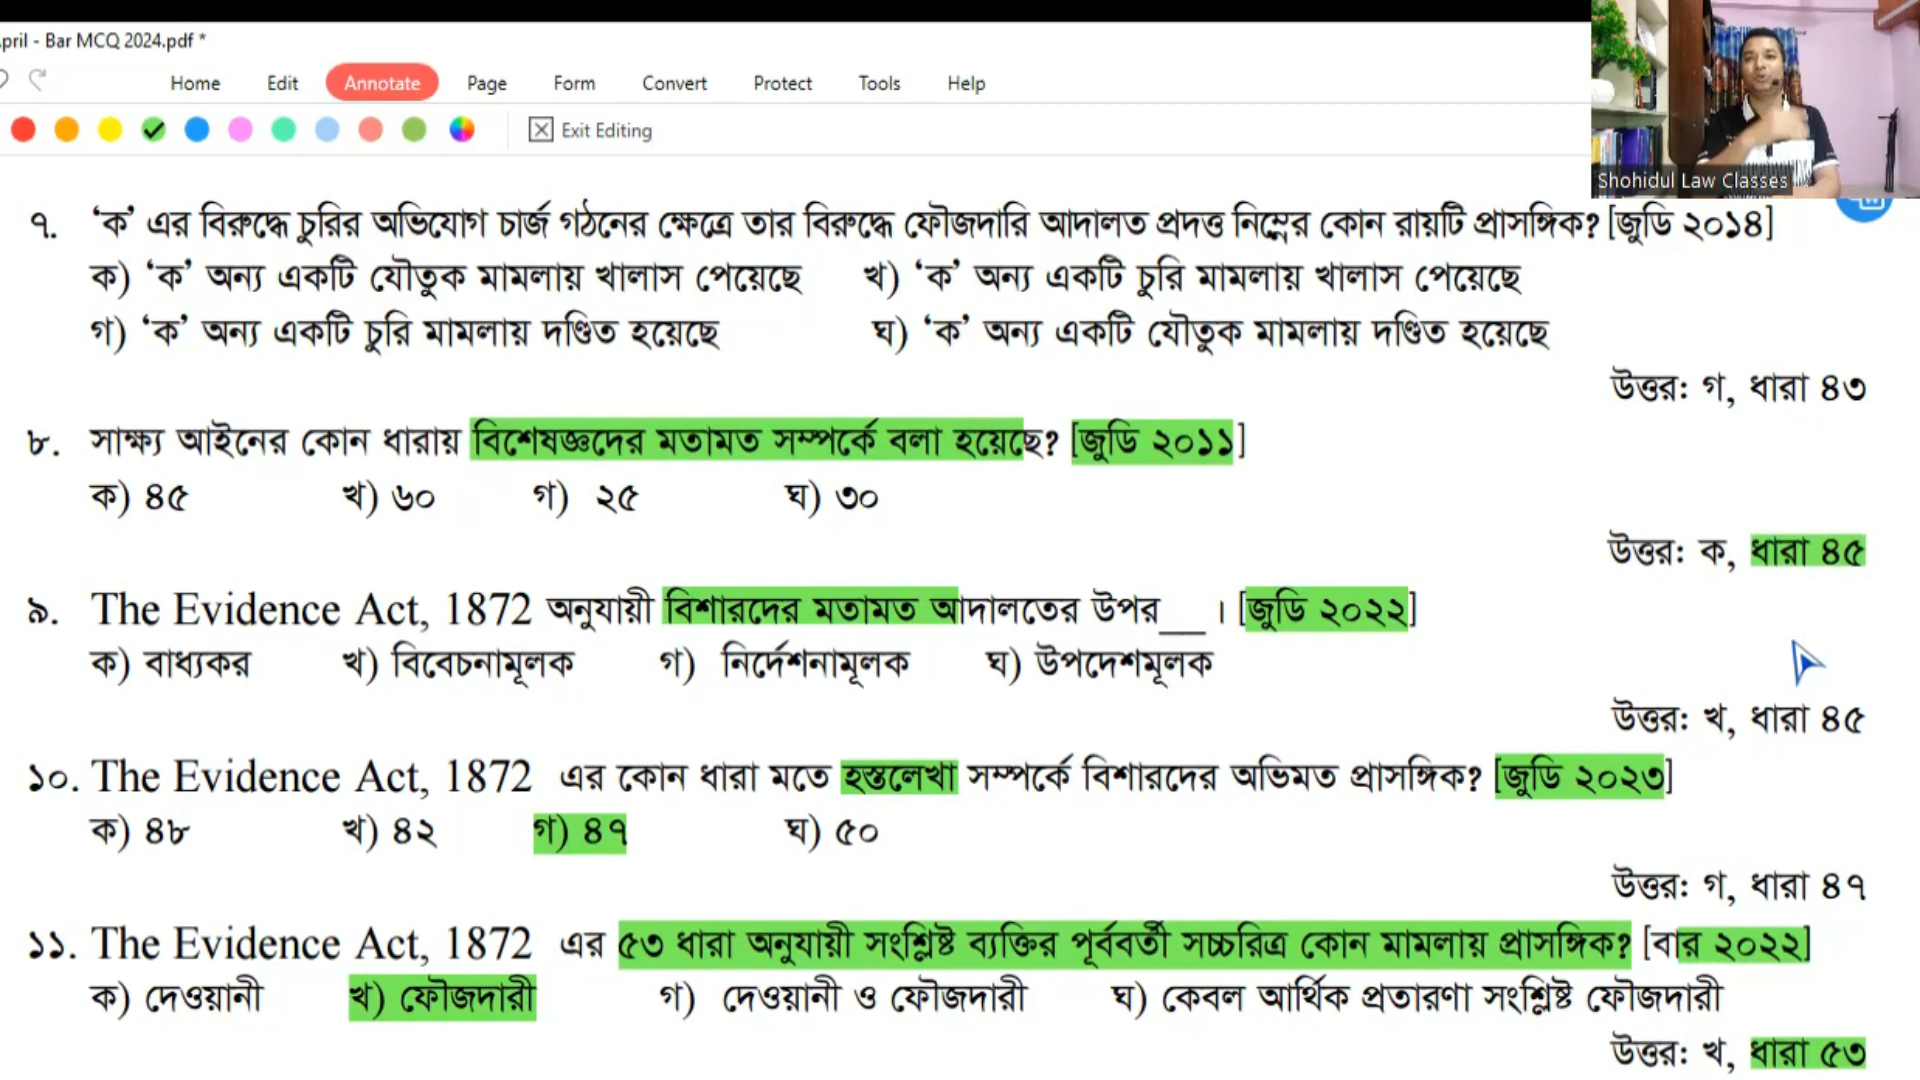 pril - Bar MCQ 2024.pdf *
Home Edit Annotate Page Form Convert Protect Tools Help
Exit Editing
Shohidul Law Classes
৭. ‘ক’ এর বিরুদ্ধে চুরির অভিযোগ চার্জ গঠনের ক্ষেত্রে তার বিরুদ্ধে ফৌজদারি আদালত প্রদত্ত নিম্নের কোন রায়টি প্রাসঙ্গিক? [জুডি ২০১৪]
ক) ‘ক’ অন্য একটি যৌতুক মামলায় খালাস পেয়েছে খ) ‘ক’ অন্য একটি চুরি মামলায় খালাস পেয়েছে
গ) ‘ক’ অন্য একটি চুরি মামলায় দণ্ডিত হয়েছে ঘ) ‘ক’ অন্য একটি যৌতুক মামলায় দণ্ডিত হয়েছে
উত্তর: গ, ধারা ৪৩
৮. সাক্ষ্য আইনের কোন ধারায় বিশেষজ্ঞদের মতামত সম্পর্কে বলা হয়েছে? [জুডি ২০১১]
ক) ৪৫ খ) ৬০ গ) ২৫ ঘ) ৩০
উত্তর: ক, ধারা ৪৫
৯. The Evidence Act, 1872 অনুযায়ী বিশারদের মতামত আদালতের উপর__ । [জুডি ২০২২]
ক) বাধ্যকর খ) বিবেচনামূলক গ) নির্দেশনামূলক ঘ) উপদেশমূলক
উত্তর: খ, ধারা ৪৫
১০. The Evidence Act, 1872 এর কোন ধারা মতে হস্তলেখা সম্পর্কে বিশারদের অভিমত প্রাসঙ্গিক? [জুডি ২০২৩]
ক) ৪৮ খ) ৪২ গ) ৪৭ ঘ) ৫০
উত্তর: গ, ধারা ৪৭
১১. The Evidence Act, 1872 এর ৫৩ ধারা অনুযায়ী সংশ্লিষ্ট ব্যক্তির পূর্ববর্তী সচ্চরিত্র কোন মামলায় প্রাসঙ্গিক? [বার ২০২২]
ক) দেওয়ানী খ) ফৌজদারী গ) দেওয়ানী ও ফৌজদারী ঘ) কেবল আর্থিক প্রতারণা সংশ্লিষ্ট ফৌজদারী
উত্তর: খ, ধারা ৫৩